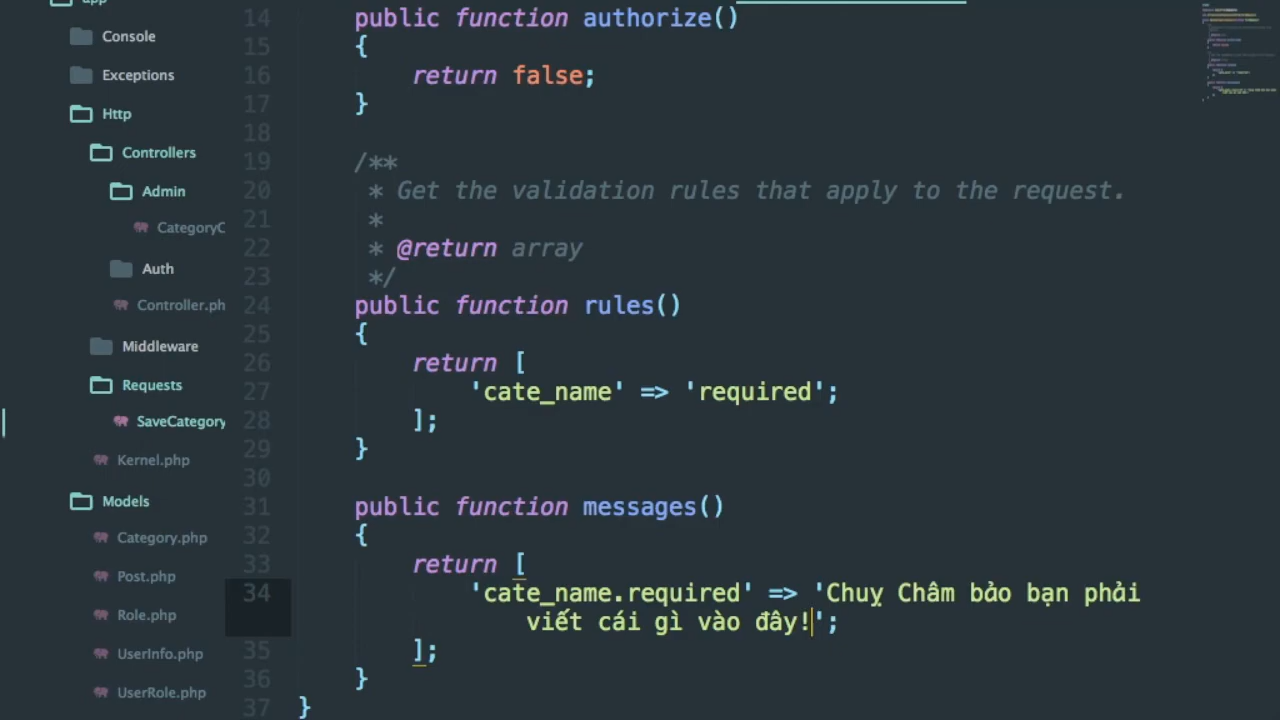 app
Console
Exceptions
Http
Controllers
Admin
CategoryC
Auth
Controller.ph
Middleware
Requests
SaveCategory
Kernel.php
Models
Category.php
Post.php
Role.php
UserInfo.php
UserRole.php
14 public function authorize()
15 {
16 return false;
17 }
18
19 /**
20 * Get the validation rules that apply to the request.
21 *
22 * @return array
23 */
24 public function rules()
25 {
26 return [
27 'cate_name' => 'required';
28 ];
29 }
30
31 public function messages()
32 {
33 return [
34 'cate_name.required' => 'Chuỵ Châm bảo bạn phải
viết cái gì vào đây!';
35 ];
36 }
37 }